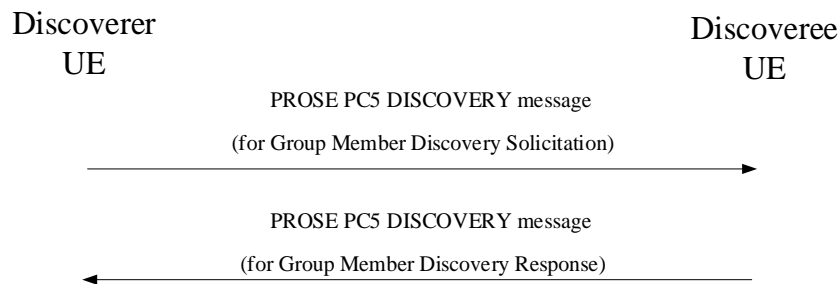 Discoverer
UE
Discoveree
UE
PROSE PC5 DISCOVERY message
(for Group Member Discovery Solicitation)
PROSE PC5 DISCOVERY message
(for Group Member Discovery Response)